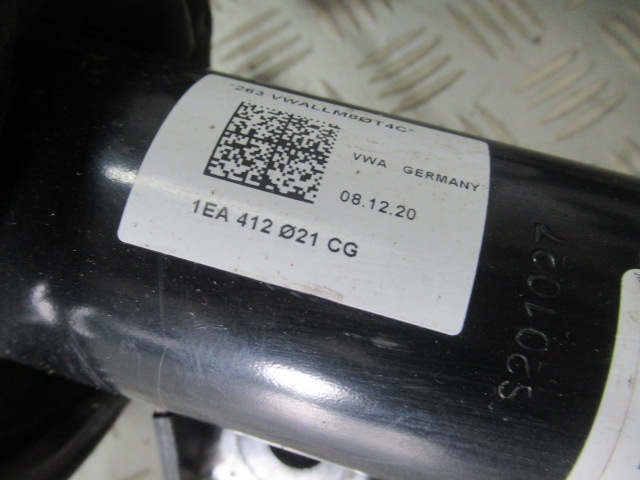 *263 VWALLM8ØT4C*
VWA GERMANY
08.12.20
1EA 412 Ø21 CG
S201027